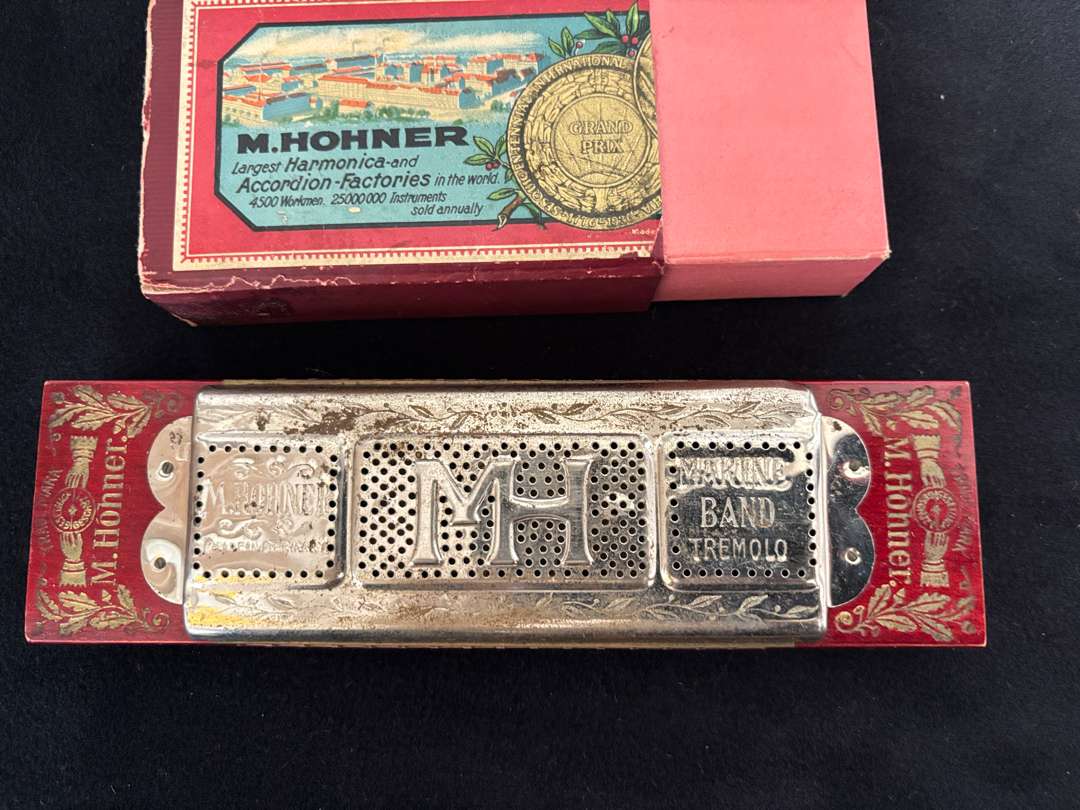 GRAND
PRIX
M.HOHNER
Largest Harmonica-and
Accordion-Factories in the world.
4500 Workmen. 25000000 Instruments
sold annually
Made
M. Hohner.
M.HOHNER
MH
MARINE
BAND
TREMOLO
M. Hohner.